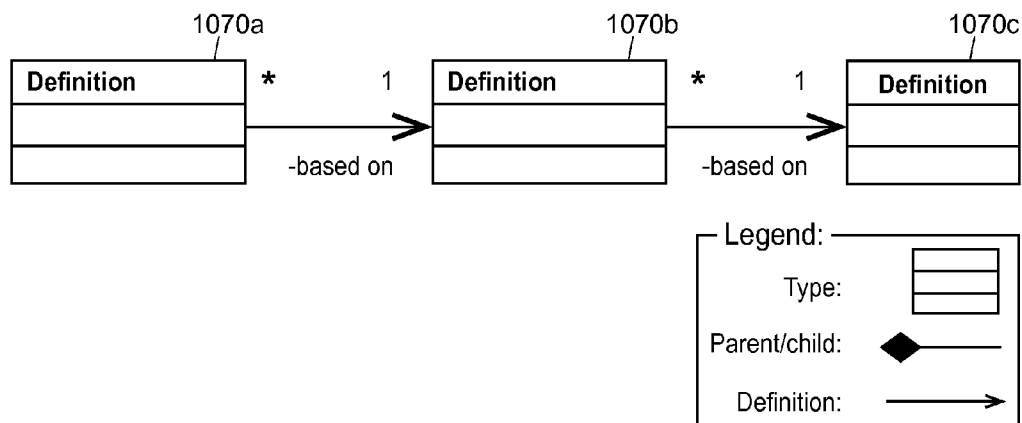 1070a 1070b 1070c
Definition * 1 Definition * 1 Definition
-based on -based on
Legend:
Type:
Parent/child:
Definition: